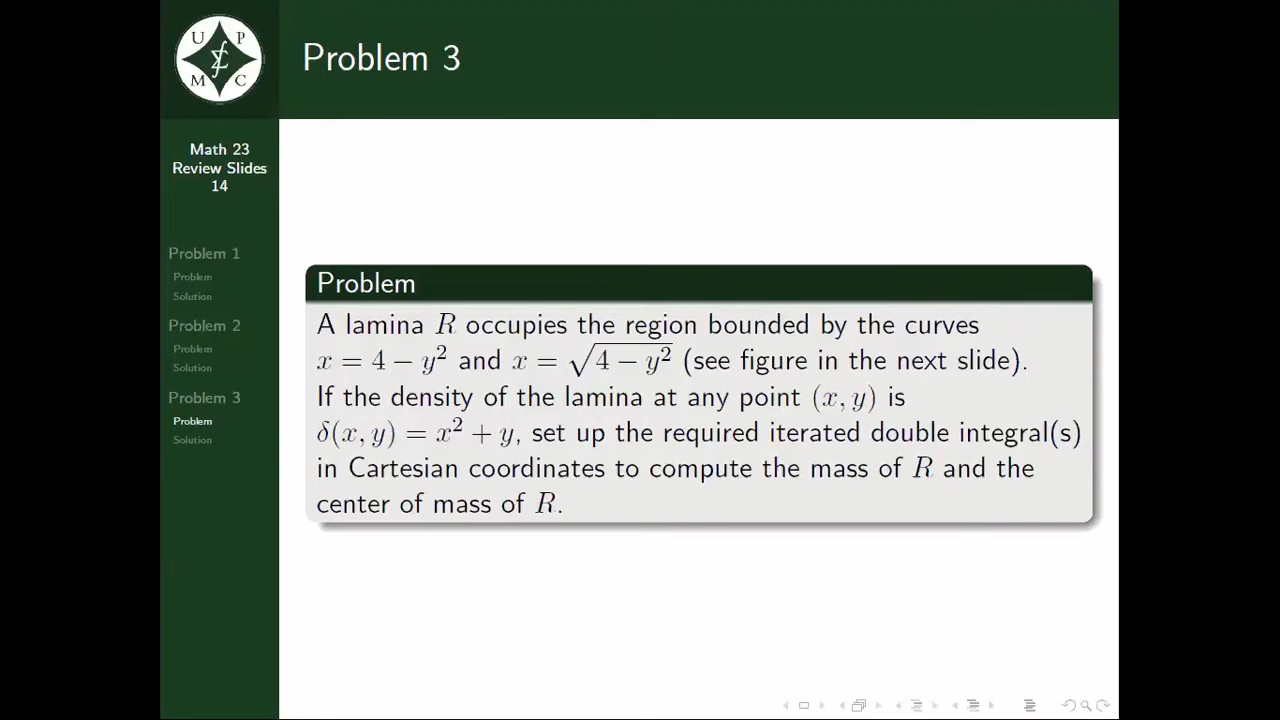 U P
M C
Problem 3
Math 23
Review Slides
14
Problem 1
Problem
Solution
Problem 2
Problem
Solution
Problem 3
Problem
Solution
Problem
A lamina R occupies the region bounded by the curves
x = 4 − y² and x = √(4 − y²) (see figure in the next slide).
If the density of the lamina at any point (x, y) is
δ(x, y) = x² + y, set up the required iterated double integral(s)
in Cartesian coordinates to compute the mass of R and the
center of mass of R.